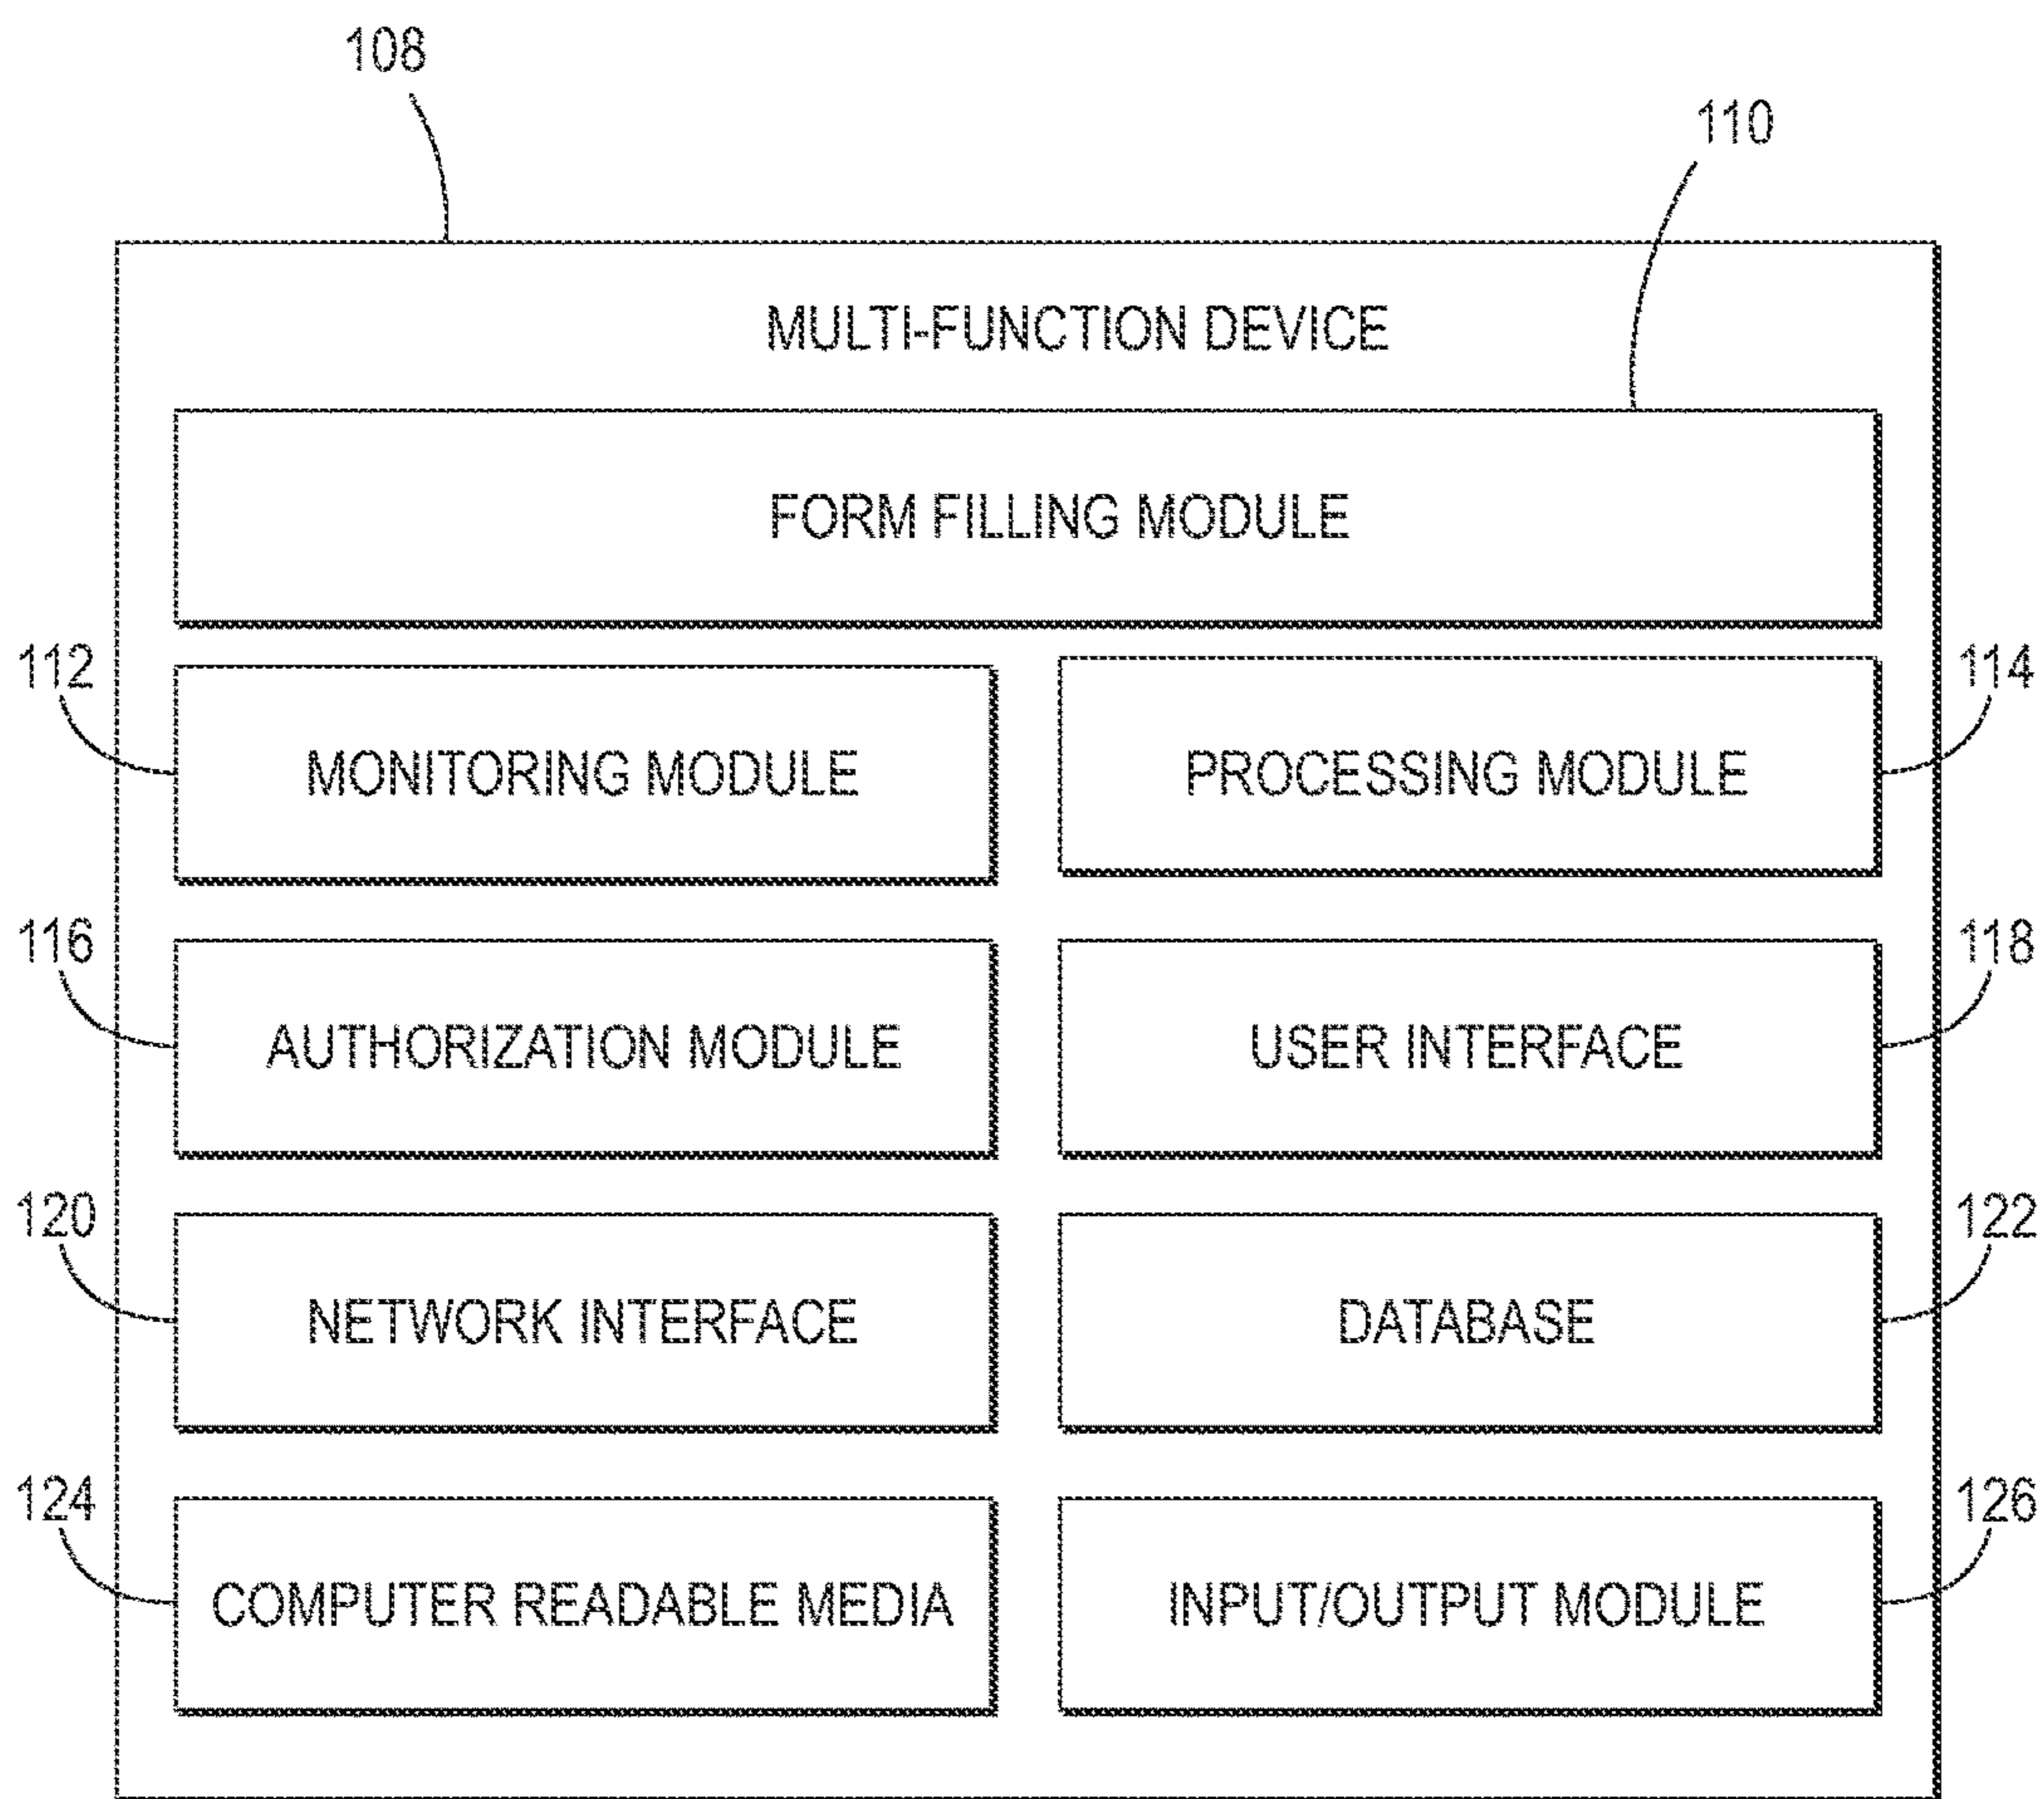 108
110
MULTI-FUNCTION DEVICE
FORM FILLING MODULE
112
MONITORING MODULE
PROCESSING MODULE
114
116
AUTHORIZATION MODULE
USER INTERFACE
118
120
NETWORK INTERFACE
DATABASE
122
124
COMPUTER READABLE MEDIA
INPUT/OUTPUT MODULE
126